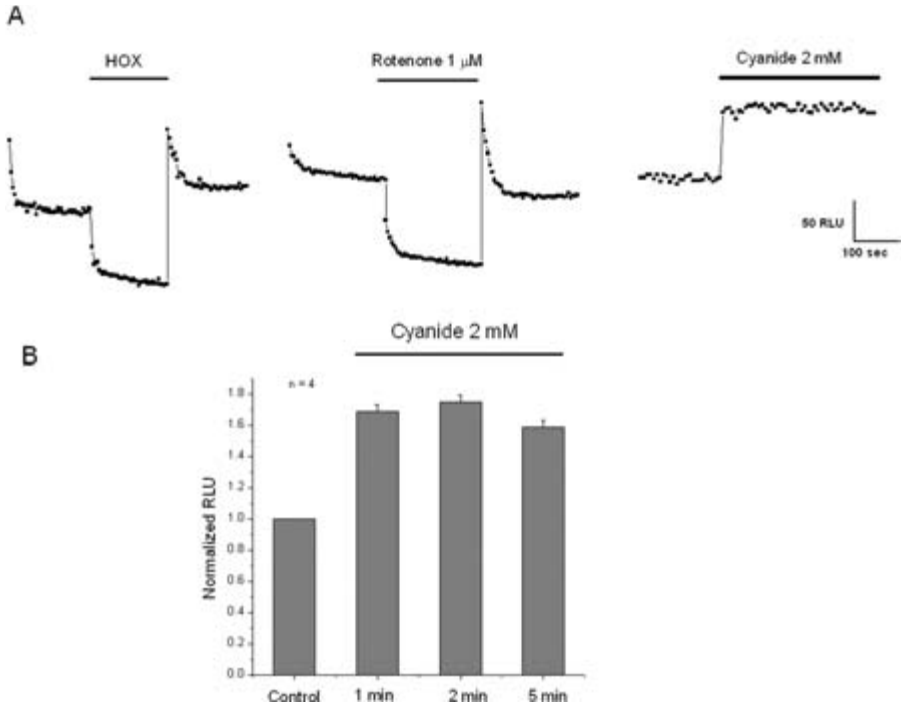 A
HOX
Rotenone 1 μM
Cyanide 2 mM
50 RLU
100 sec
B
Cyanide 2 mM
n = 4
Normalized RLU
1.8
1.6
1.4
1.2
1.0
0.8
0.6
0.4
0.2
0.0
Control
1 min
2 min
5 min